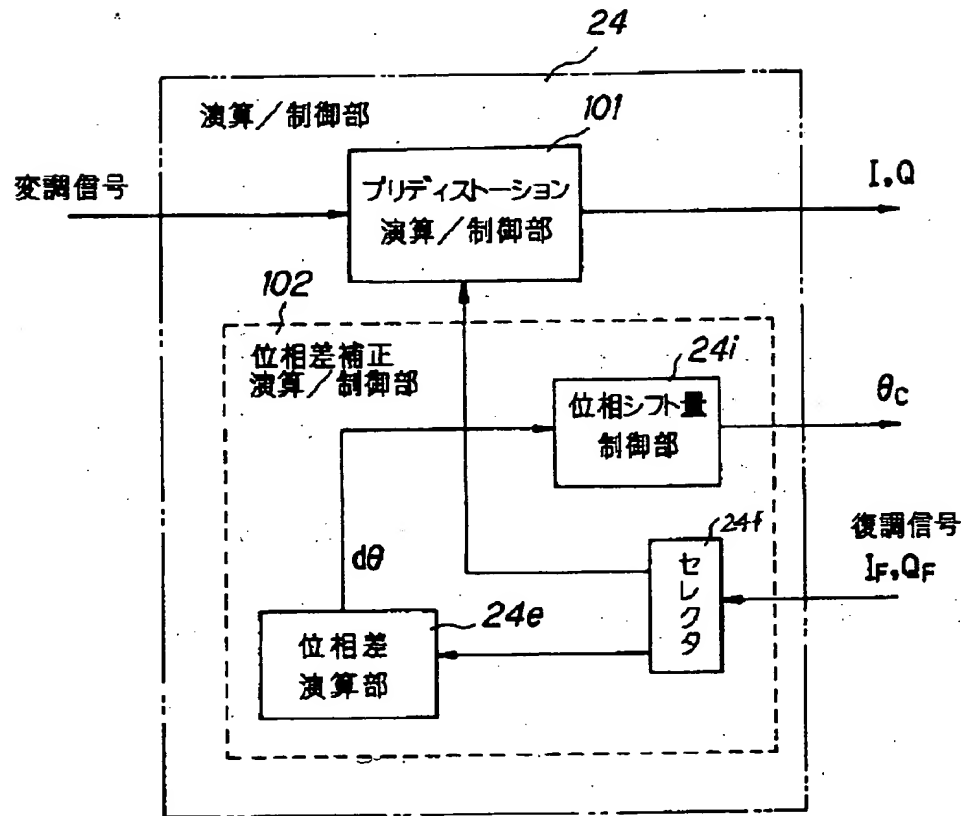 24
演算/制御部
101
変調信号
プリディストーション
演算/制御部
I,Q
102
位相差補正
演算/制御部
24i
位相シフト量
制御部
θc
24f
復調信号
IF,QF
セレクタ
dθ
24e
位相差
演算部